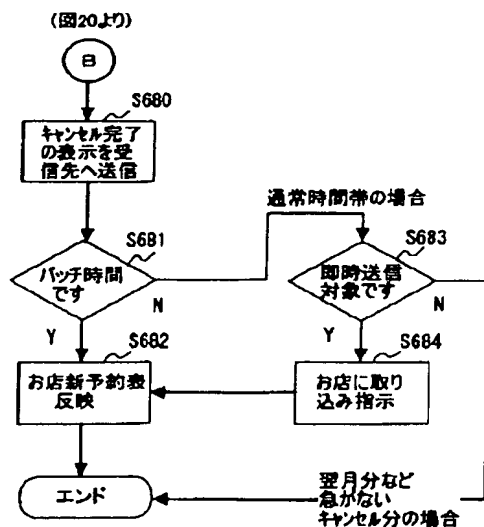 (図20より)
B
S680
キャンセル完了
の表示を受
信先へ送信
通常時間帯の場合
S681
バッチ時間
です
N
Y
S683
即時送信
対象です
N
Y
S682
お店新予約表
反映
S684
お店に取り
込み指示
エンド
翌月分など
急がない
キャンセル分の場合